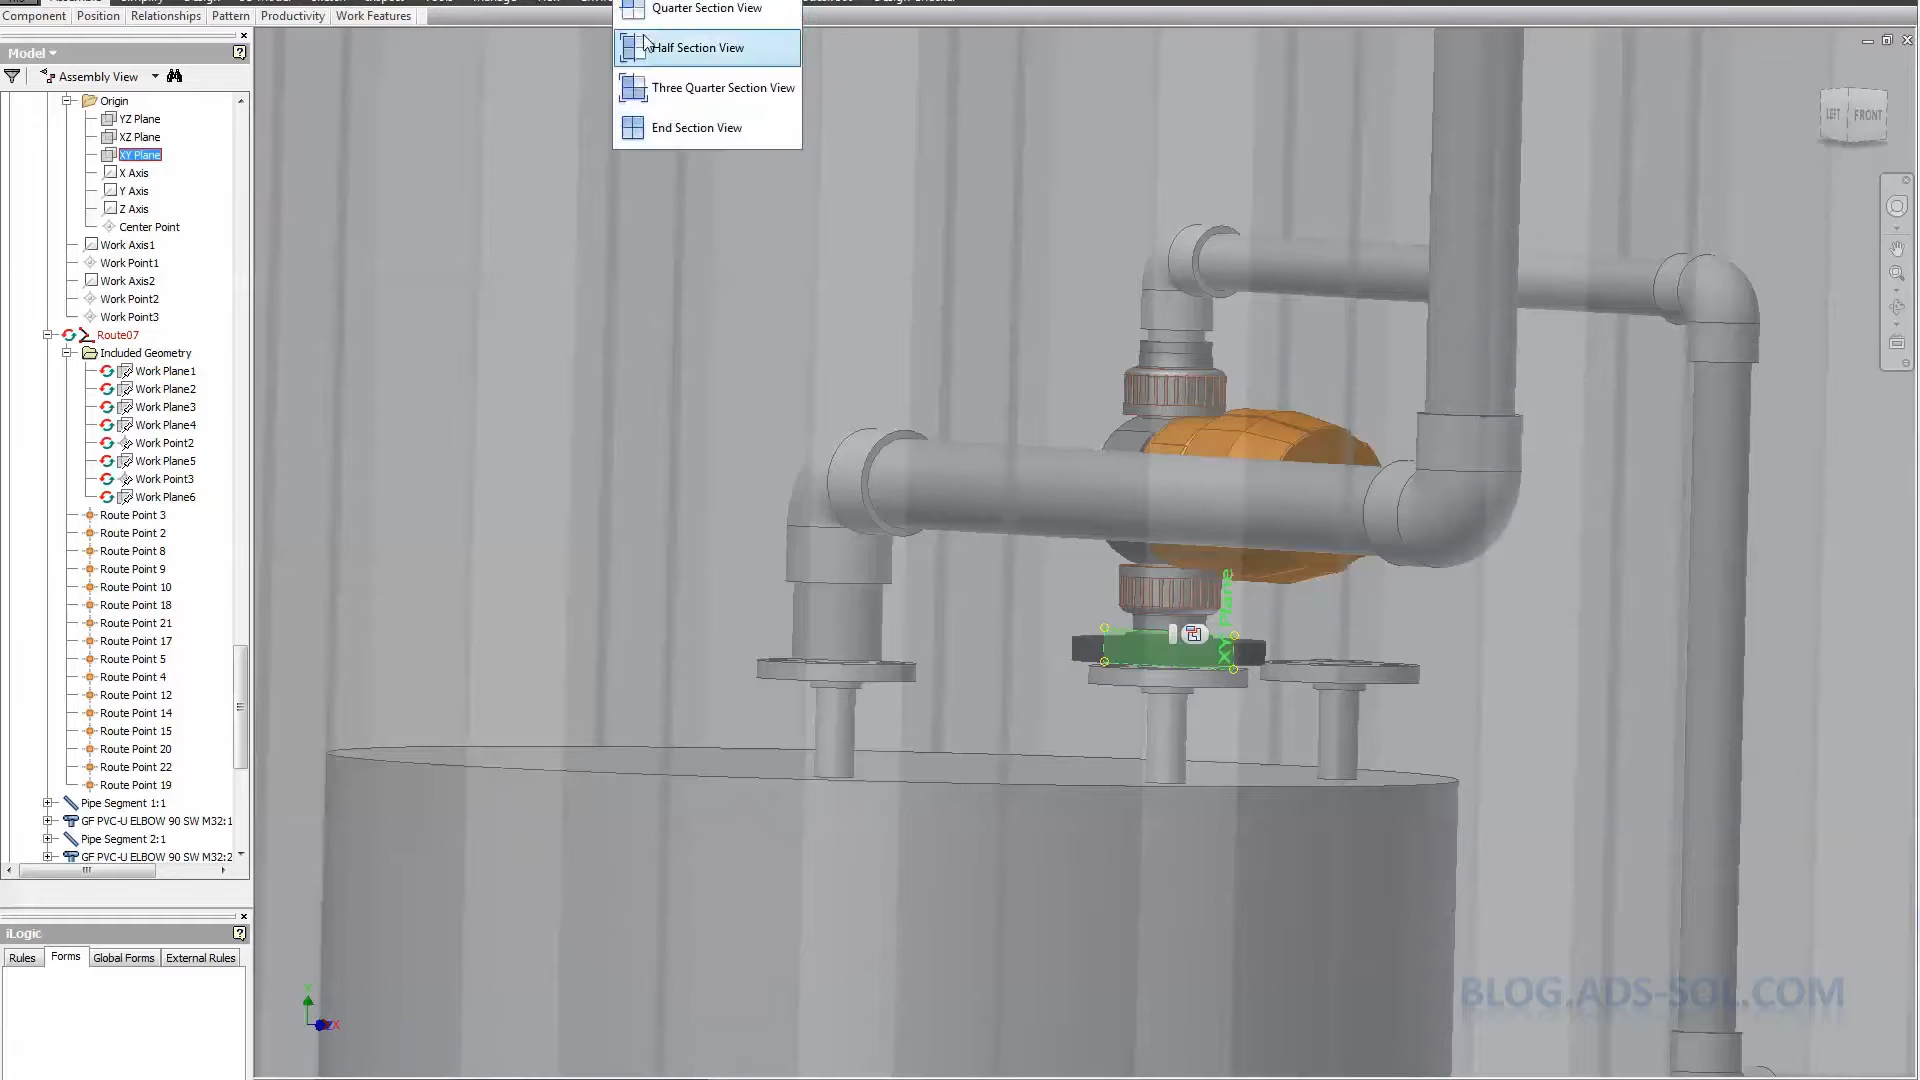 Component Position Relationships Pattern Productivity Work Features
Quarter Section View
Half Section View
Three Quarter Section View
End Section View
Model
Assembly View
Origin
YZ Plane
XZ Plane
XY Plane
X Axis
Y Axis
Z Axis
Center Point
Work Axis1
Work Point1
Work Axis2
Work Point2
Work Point3
Route07
Included Geometry
Work Plane1
Work Plane2
Work Plane3
Work Plane4
Work Point2
Work Plane5
Work Point3
Work Plane6
Route Point 3
Route Point 2
Route Point 8
Route Point 9
Route Point 10
Route Point 18
Route Point 21
Route Point 17
Route Point 5
Route Point 4
Route Point 12
Route Point 14
Route Point 15
Route Point 20
Route Point 22
Route Point 19
Pipe Segment 1:1
GF PVC-U ELBOW 90 SW M32:1
Pipe Segment 2:1
GF PVC-U ELBOW 90 SW M32:2
iLogic
Rules Forms Global Forms External Rules
LEFT FRONT
XY Plane
Y
X
BLOG.ADS-SOL.COM